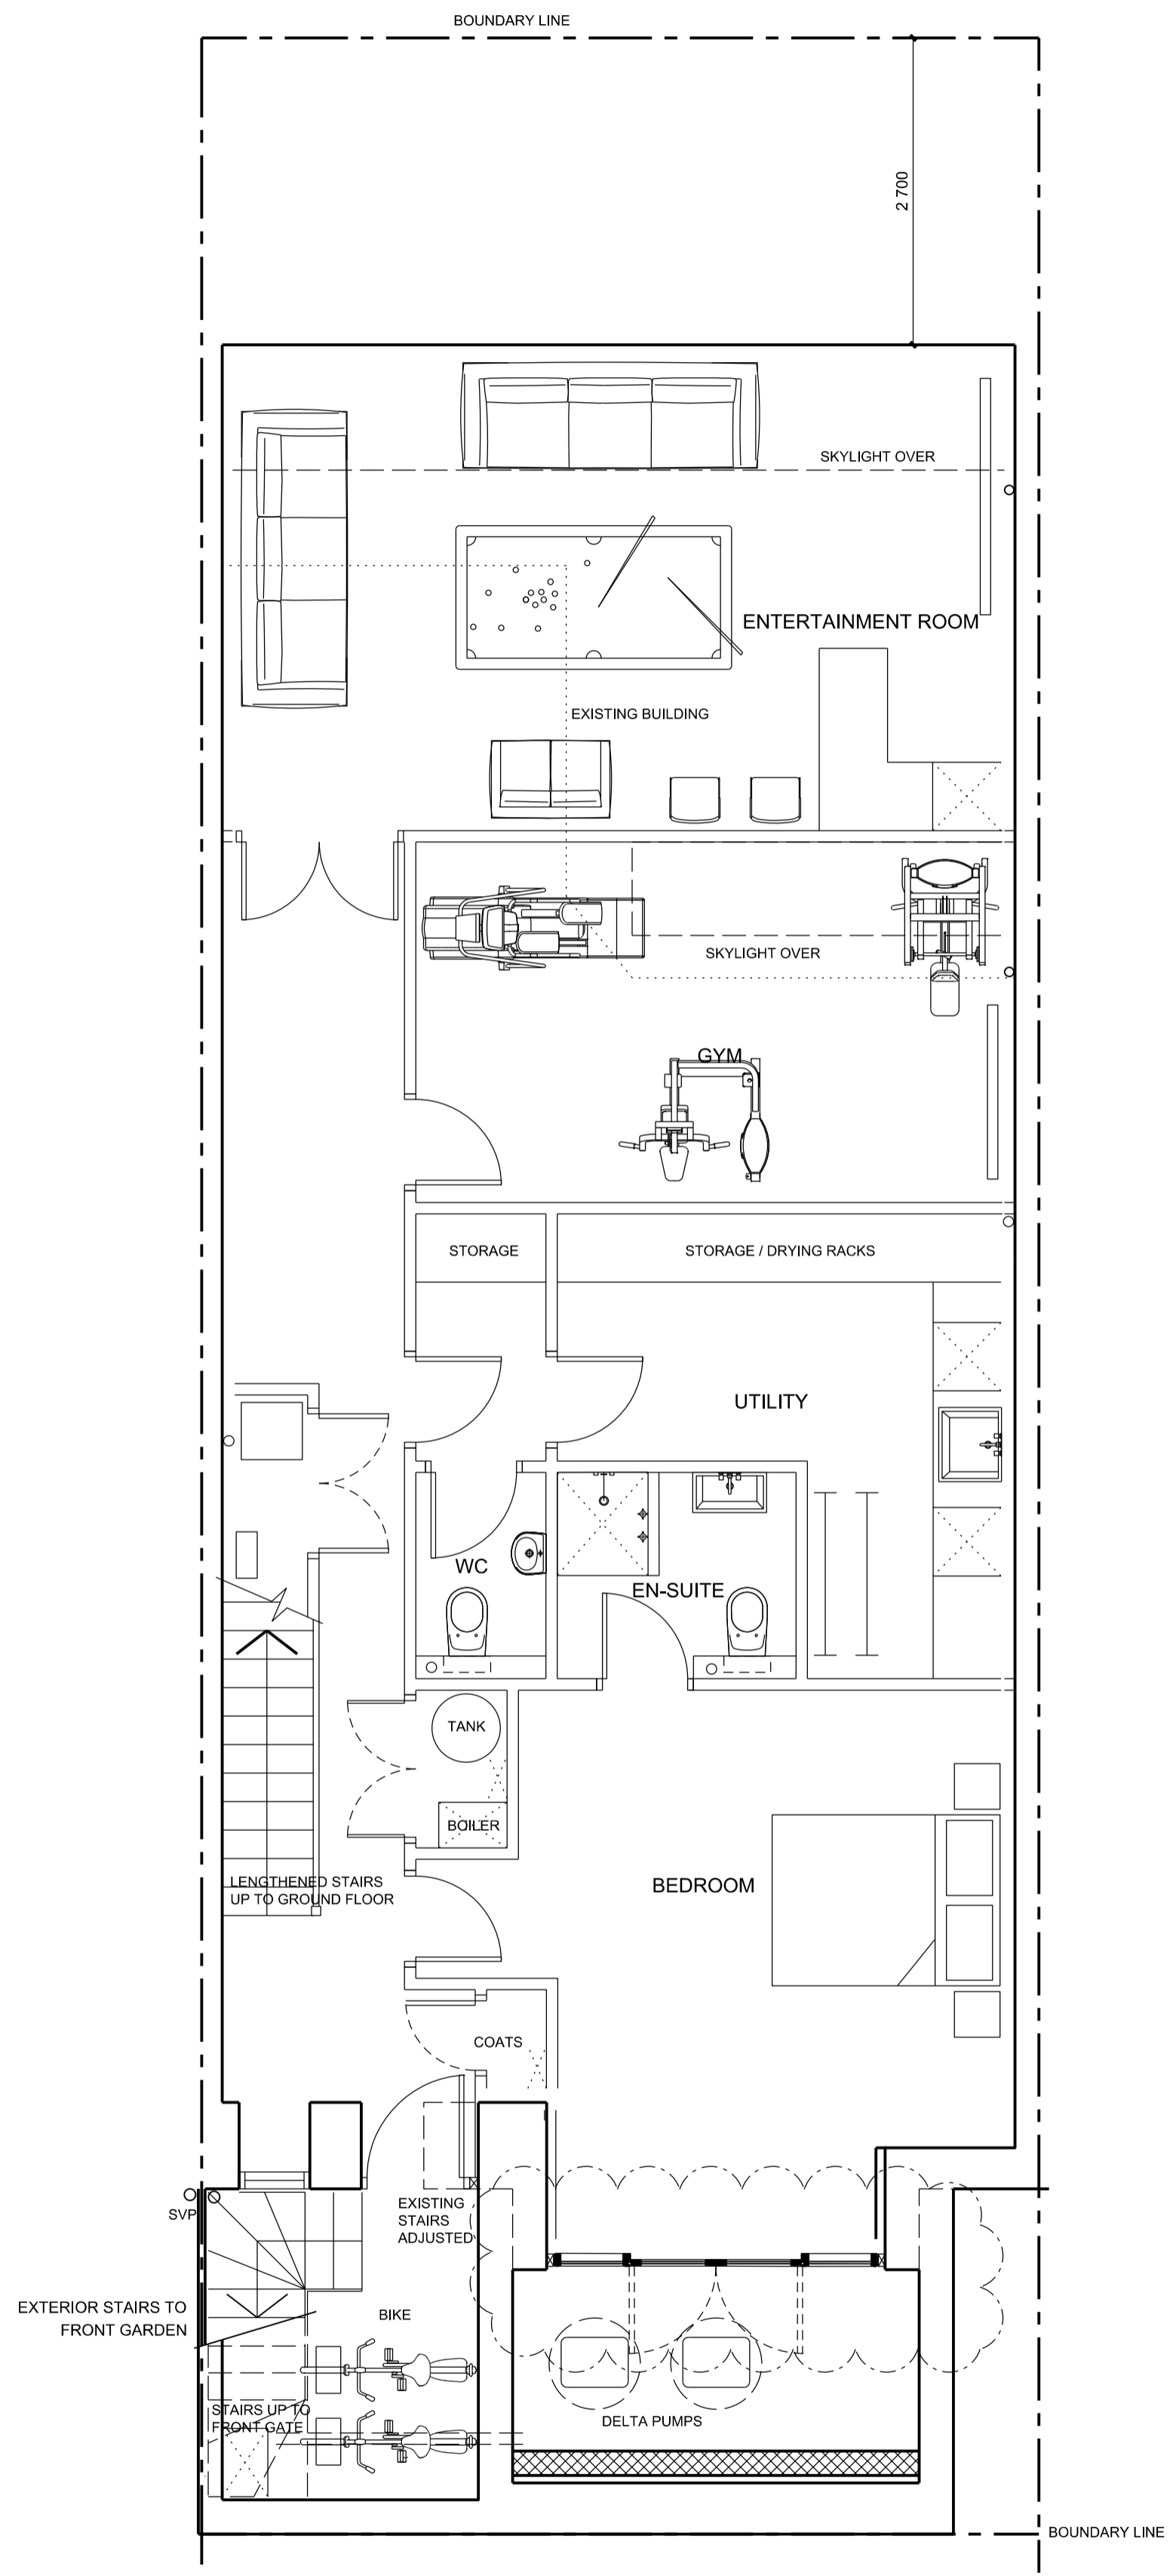 BOUNDARY LINE
2 700
SKYLIGHT OVER
ENTERTAINMENT ROOM
EXISTING BUILDING
SKYLIGHT OVER
GYM
STORAGE
STORAGE / DRYING RACKS
UTILITY
WC
EN-SUITE
TANK
BOILER
LENGTHENED STAIRS
UP TO GROUND FLOOR
BEDROOM
COATS
SVP
EXISTING
STAIRS
ADJUSTED
EXTERIOR STAIRS TO
FRONT GARDEN
BIKE
STAIRS UP TO
FRONT GATE
DELTA PUMPS
BOUNDARY LINE